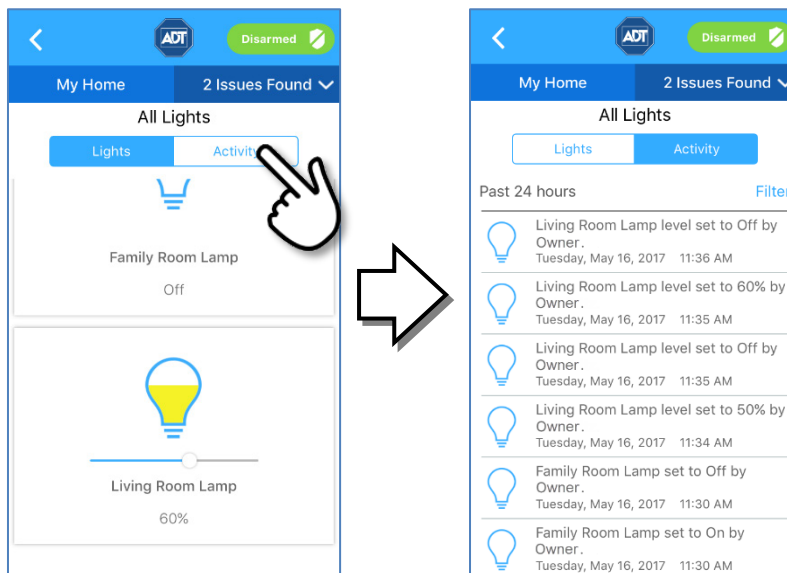 ADT
Disarmed
My Home
2 Issues Found
All Lights
Lights
Activity
Family Room Lamp
Off
Living Room Lamp
60%
ADT
Disarmed
My Home
2 Issues Found
All Lights
Lights
Activity
Past 24 hours
Filter
Living Room Lamp level set to Off by
Owner.
Tuesday, May 16, 2017 11:36 AM
Living Room Lamp level set to 60% by
Owner.
Tuesday, May 16, 2017 11:35 AM
Living Room Lamp level set to Off by
Owner.
Tuesday, May 16, 2017 11:35 AM
Living Room Lamp level set to 50% by
Owner.
Tuesday, May 16, 2017 11:34 AM
Family Room Lamp set to Off by
Owner.
Tuesday, May 16, 2017 11:30 AM
Family Room Lamp set to On by
Owner.
Tuesday, May 16, 2017 11:30 AM